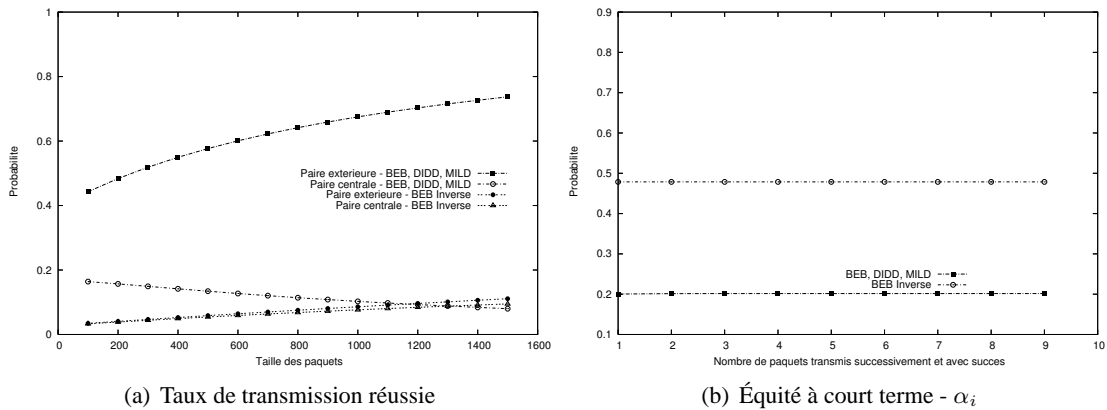 1
0.8
0.6
0.4
0.2
0
Probabilite
Paire exterieure - BEB, DIDD, MILD
Paire centrale - BEB, DIDD, MILD
Paire exterieure - BEB Inverse
Paire centrale - BEB Inverse
0 200 400 600 800 1000 1200 1400 1600
Taille des paquets
(a) Taux de transmission réussie
0.9
0.8
0.7
0.6
0.5
0.4
0.3
0.2
0.1
Probabilite
BEB, DIDD, MILD
BEB Inverse
1 2 3 4 5 6 7 8 9 10
Nombre de paquets transmis successivement et avec succes
(b) Équité à court terme - αi